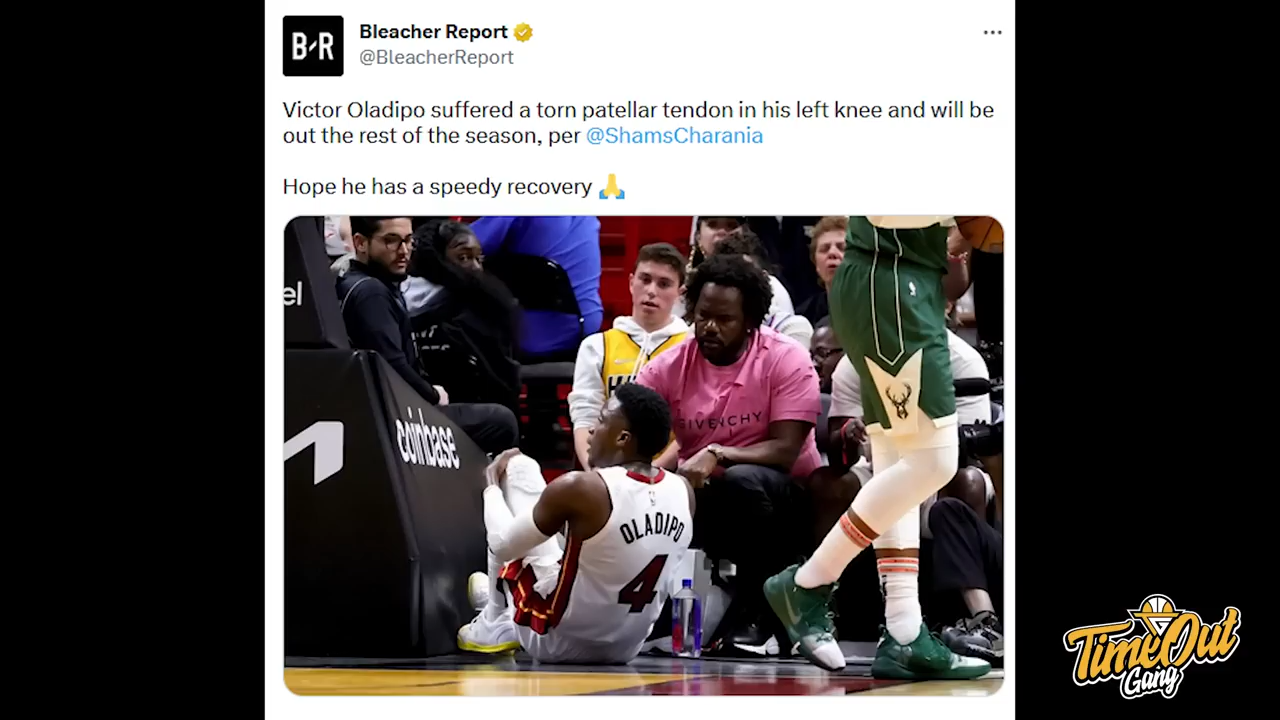 B/R
Bleacher Report
@BleacherReport
Victor Oladipo suffered a torn patellar tendon in his left knee and will be
out the rest of the season, per @ShamsCharania
Hope he has a speedy recovery 🙏
el
coinbase
GIVENCHY
OLADIPO
4
TimeOut
Gang